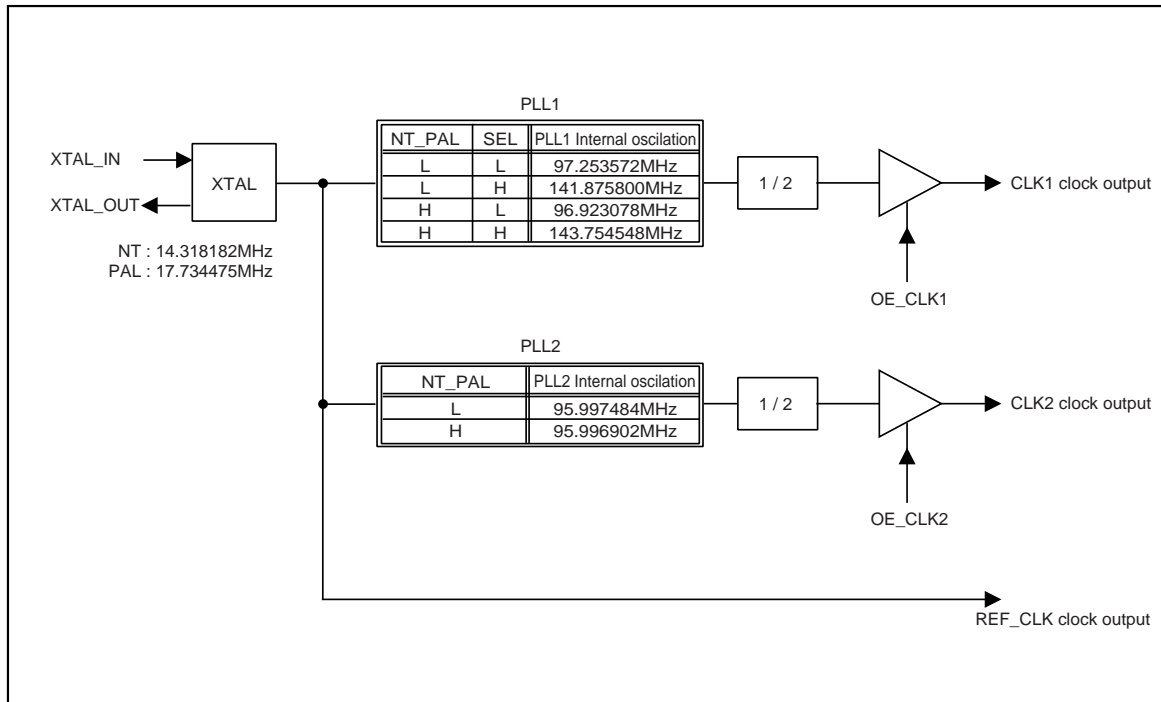 PLL1
NT_PAL SEL PLL1 Internal oscilation
L L 97.253572MHz
L H 141.875800MHz
H L 96.923078MHz
H H 143.754548MHz
XTAL_IN
XTAL_OUT
XTAL
NT : 14.318182MHz
PAL : 17.734475MHz
1 / 2
CLK1 clock output
OE_CLK1
PLL2
NT_PAL PLL2 Internal oscilation
L 95.997484MHz
H 95.996902MHz
1 / 2
CLK2 clock output
OE_CLK2
REF_CLK clock output